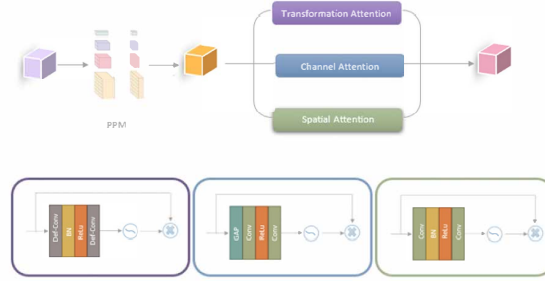 Transformation Attention
Channel Attention
Spatial Attention
PPM
Def-Conv
BN
ReLu
Def-Conv
GAP
Conv
ReLu
Conv
Conv
BN
ReLu
Conv